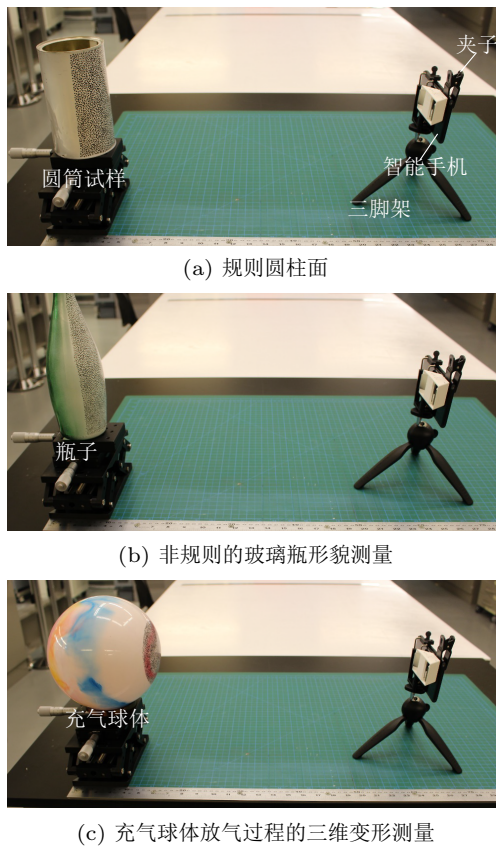 夹子
智能手机
圆筒试样
三脚架
(a) 规则圆柱面
瓶子
(b) 非规则的玻璃瓶形貌测量
充气球体
(c) 充气球体放气过程的三维变形测量